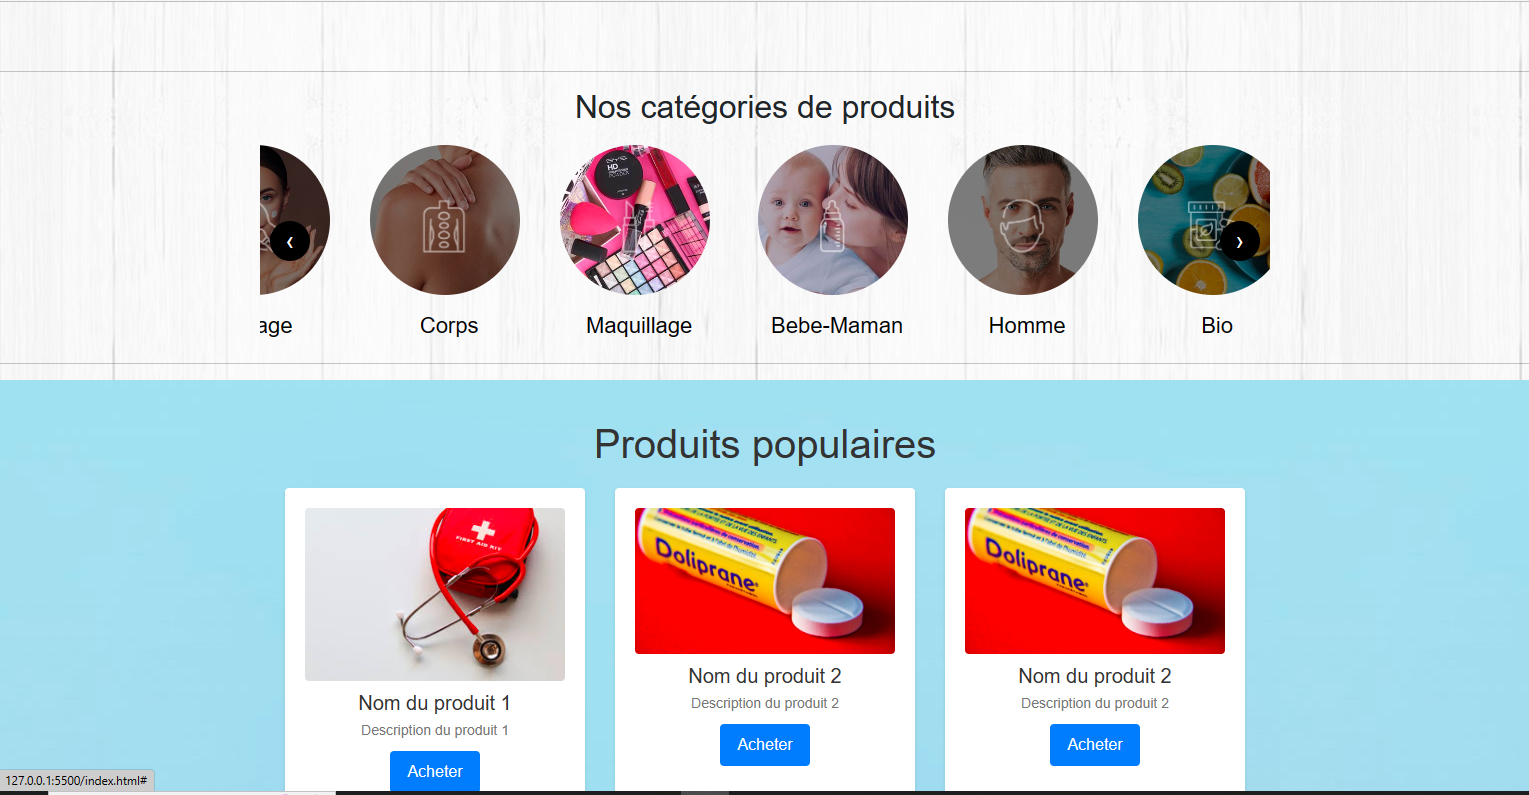 Nos catégories de produits
NYX
HD
❮
❯
age
Corps
Maquillage
Bebe-Maman
Homme
Bio
Produits populaires
FIRST AID KIT
Doliprane
Doliprane
Nom du produit 1
Description du produit 1
Acheter
Nom du produit 2
Description du produit 2
Acheter
Nom du produit 2
Description du produit 2
Acheter
127.0.0.1:5500/index.html#